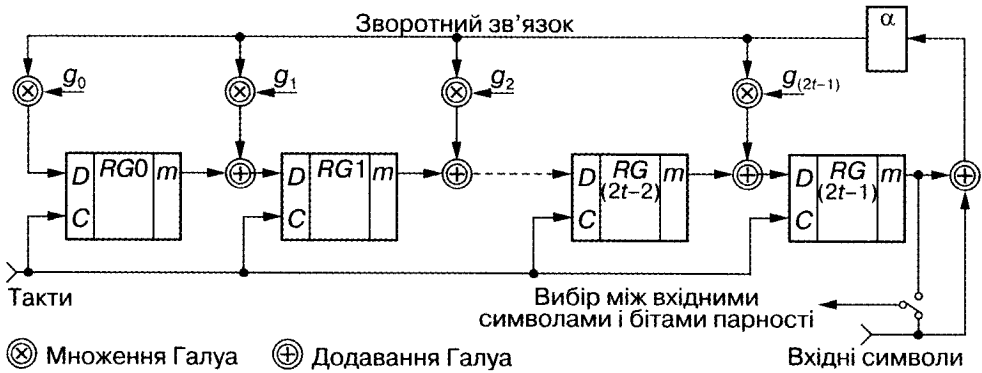 Зворотний зв'язок
α
g0 g1 g2 g(2t−1)
D RG0 m D RG1 m D RG (2t−2) m D RG (2t−1) m
C C C C
Такти
Вибір між вхідними
символами і бітами парності
Вхідні символи
Множення Галуа
Додавання Галуа